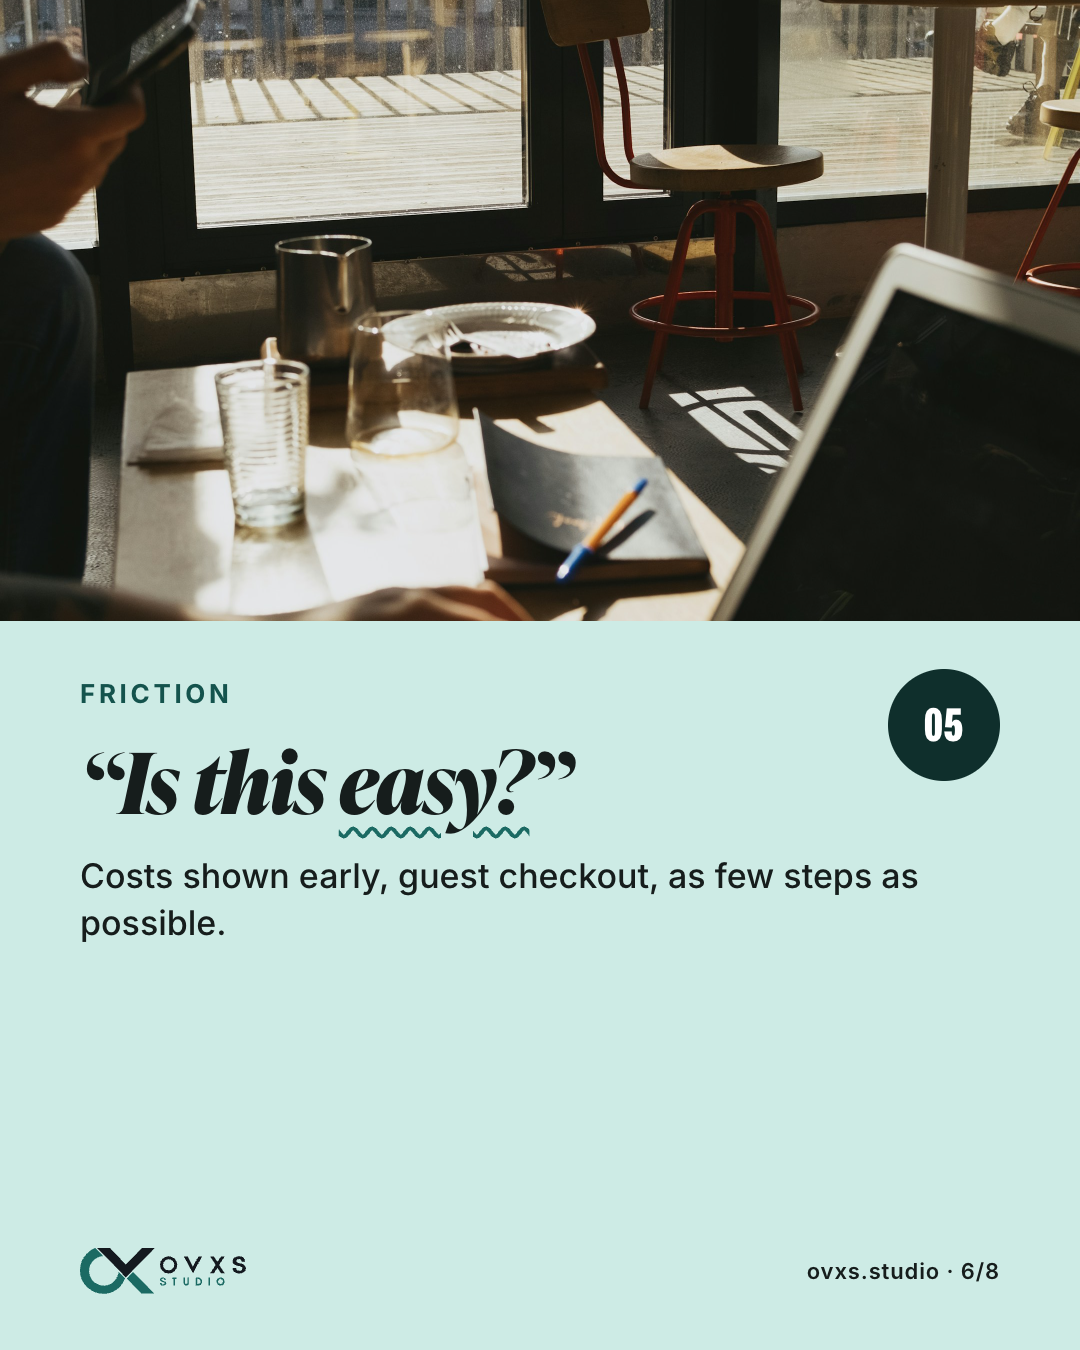 FRICTION
05
“Is this easy?”
Costs shown early, guest checkout, as few steps as
possible.
OVXS
STUDIO
ovxs.studio · 6/8